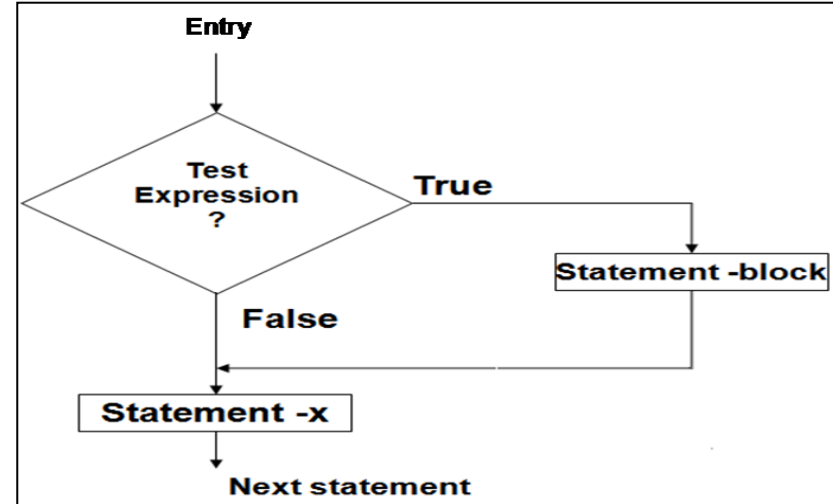 Entry
Test
Expression
?
True
Statement -block
False
Statement -x
Next statement